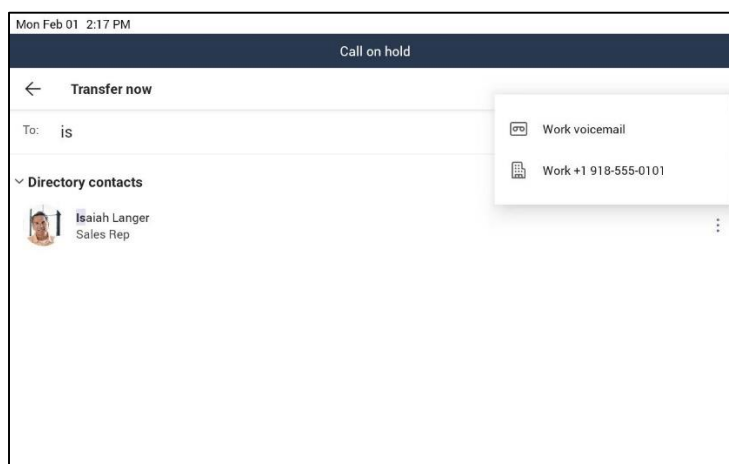 Mon Feb 01 2:17 PM
Call on hold
Transfer now
To: is
Work voicemail
Work +1 918-555-0101
Directory contacts
Isaiah Langer
Sales Rep